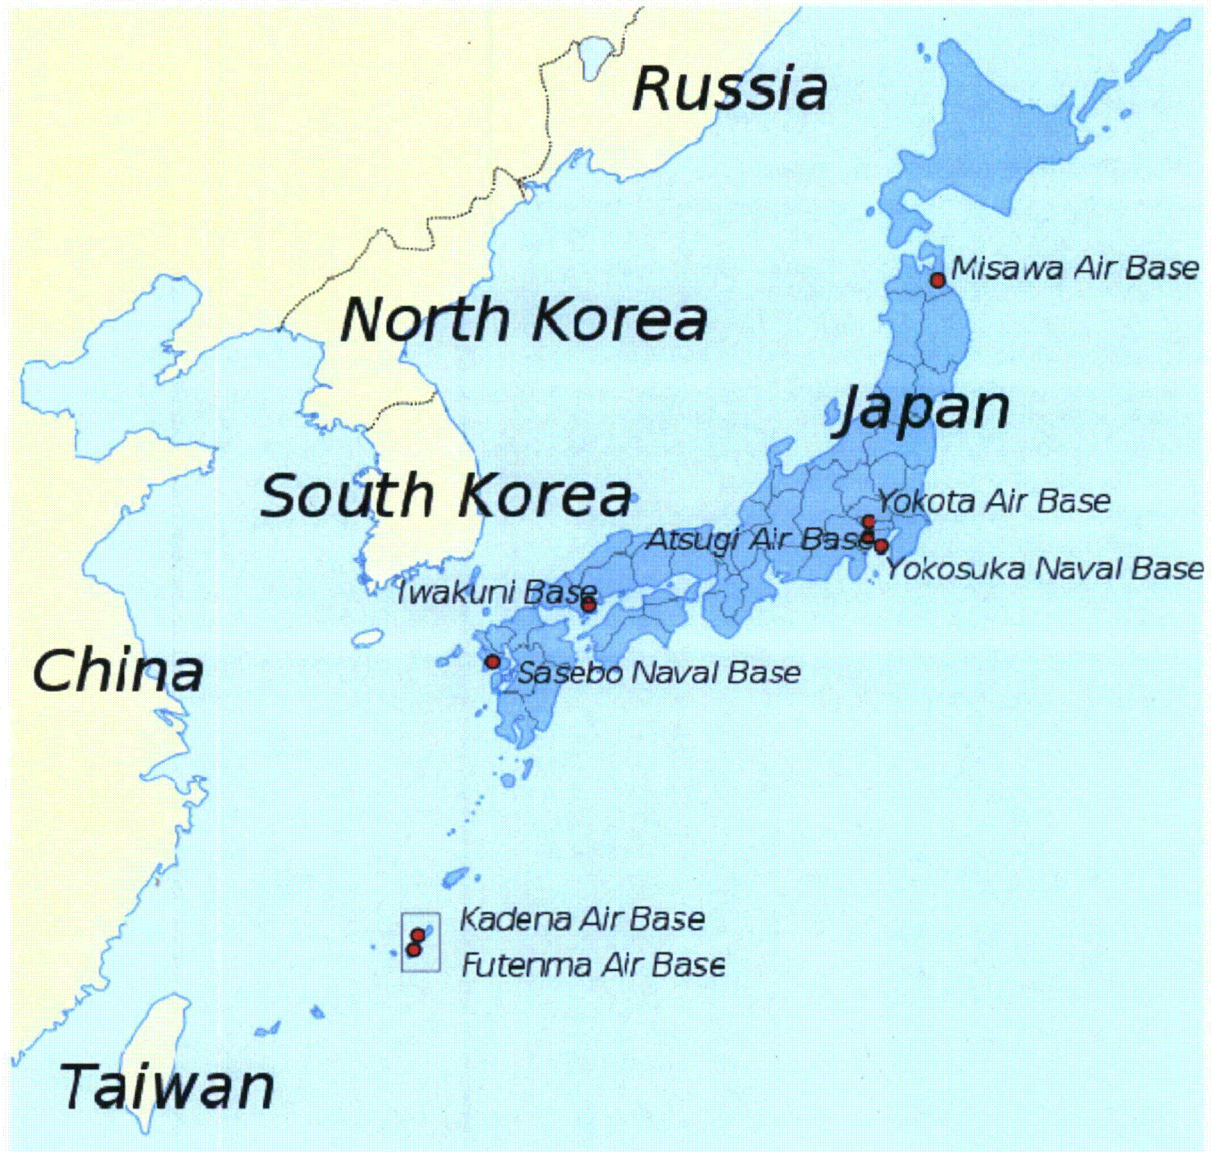 Russia
Misawa Air Base
North Korea
Japan
South Korea
Yokota Air Base
Atsugi Air Base
Yokosuka Naval Base
Iwakuni Base
China
Sasebo Naval Base
Kadena Air Base
Futenma Air Base
Taiwan